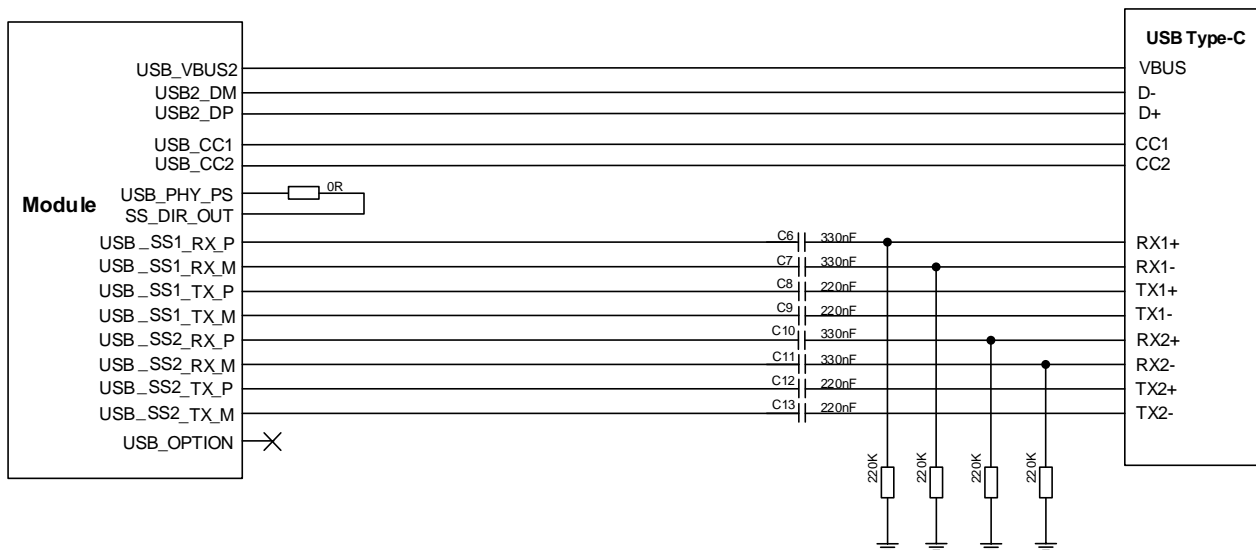 USB Type-C
USB_VBUS2 VBUS
USB2_DM D-
USB2_DP D+
USB_CC1 CC1
USB_CC2 CC2
USB_PHY_PS 0R
Module
SS_DIR_OUT
USB_SS1_RX_P C6 330nF RX1+
USB_SS1_RX_M C7 330nF RX1-
USB_SS1_TX_P C8 220nF TX1+
USB_SS1_TX_M C9 220nF TX1-
USB_SS2_RX_P C10 330nF RX2+
USB_SS2_RX_M C11 330nF RX2-
USB_SS2_TX_P C12 220nF TX2+
USB_SS2_TX_M C13 220nF TX2-
USB_OPTION
220K 220K 220K 220K